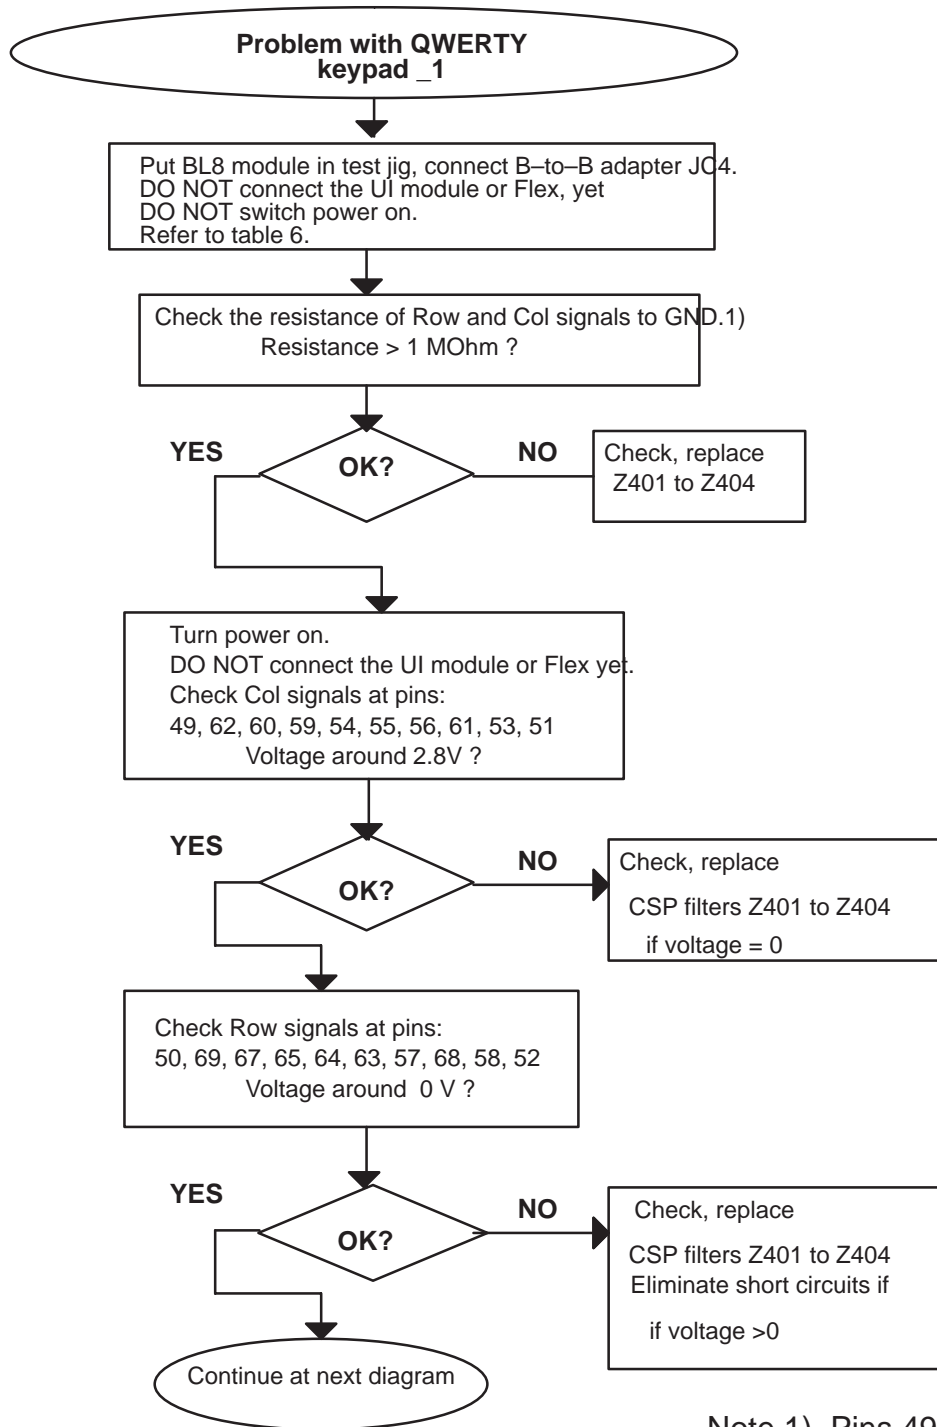 Problem with QWERTY
keypad _1
Put BL8 module in test jig, connect B–to–B adapter JC4.
DO NOT connect the UI module or Flex, yet
DO NOT switch power on.
Refer to table 6.
Check the resistance of Row and Col signals to GND.1)
Resistance > 1 MOhm ?
YES
OK?
NO
Check, replace
Z401 to Z404
Turn power on.
DO NOT connect the UI module or Flex yet.
Check Col signals at pins:
49, 62, 60, 59, 54, 55, 56, 61, 53, 51
Voltage around 2.8V ?
YES
OK?
NO
Check, replace
CSP filters Z401 to Z404
if voltage = 0
Check Row signals at pins:
50, 69, 67, 65, 64, 63, 57, 68, 58, 52
Voltage around 0 V ?
YES
OK?
NO
Check, replace
CSP filters Z401 to Z404
Eliminate short circuits if
if voltage >0
Continue at next diagram
Note 1) Pins 49